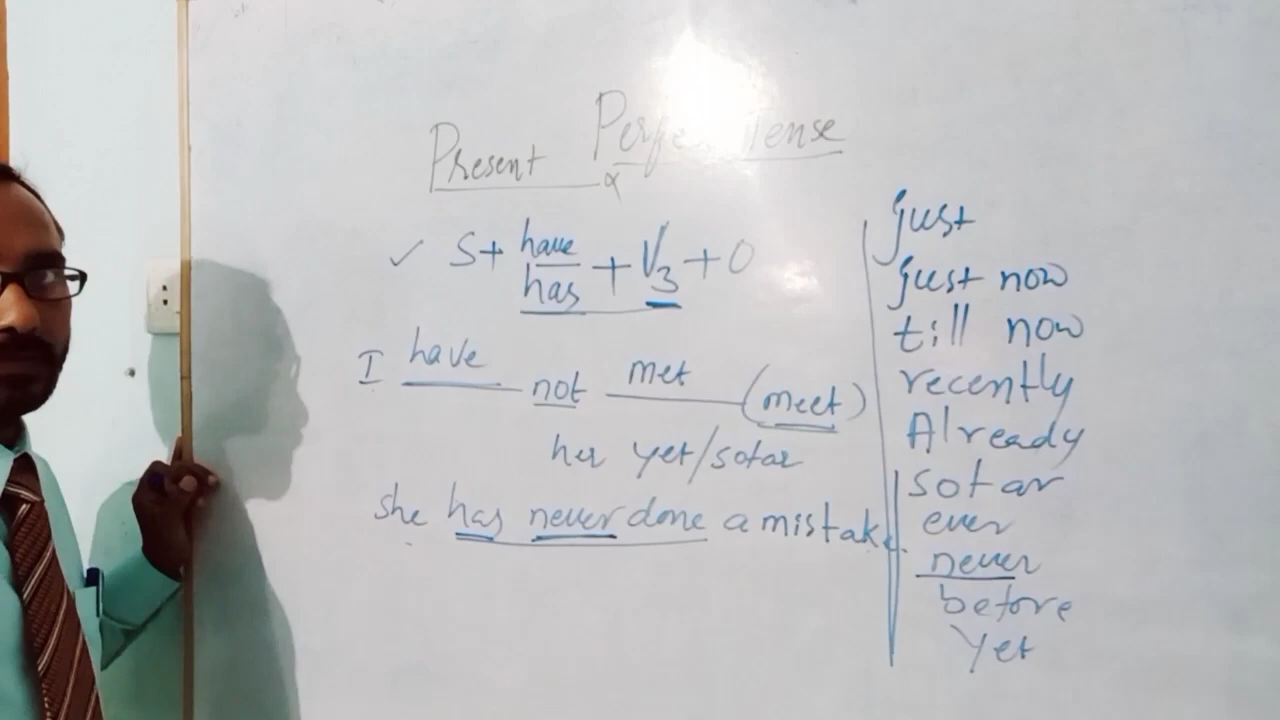 Present Perfect Tense
✓ S + have/has + V3 + O
I have not met (meet)
her yet/sofar
she has never done a mistake.
just
just now
till now
recently
Already
sofar
ever
never
before
Yet